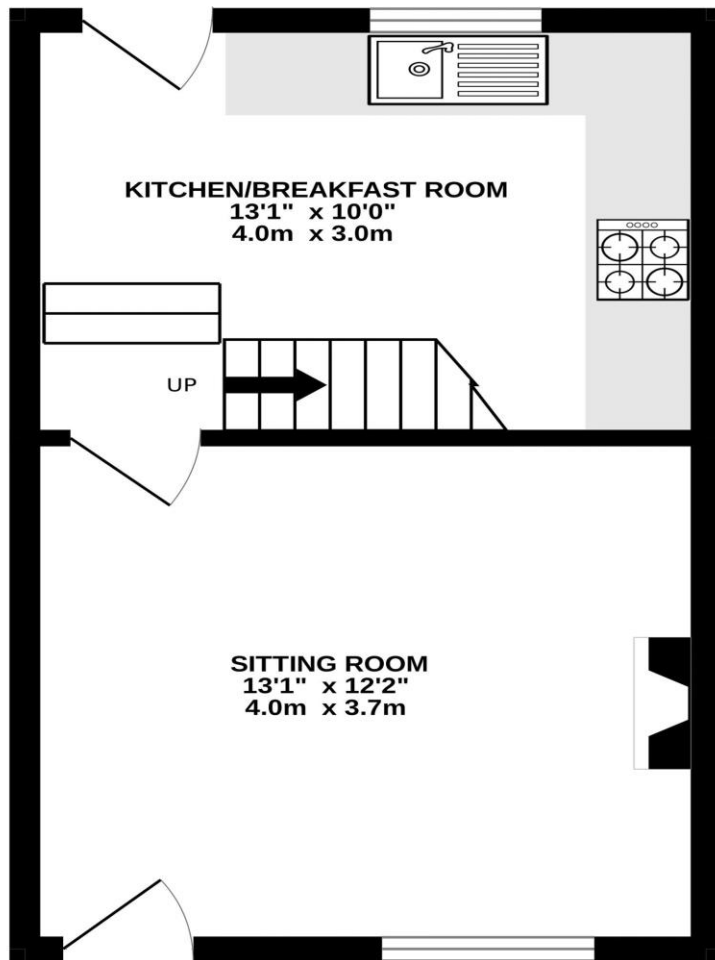 KITCHEN/BREAKFAST ROOM
13'1" x 10'0"
4.0m x 3.0m
UP
SITTING ROOM
13'1" x 12'2"
4.0m x 3.7m